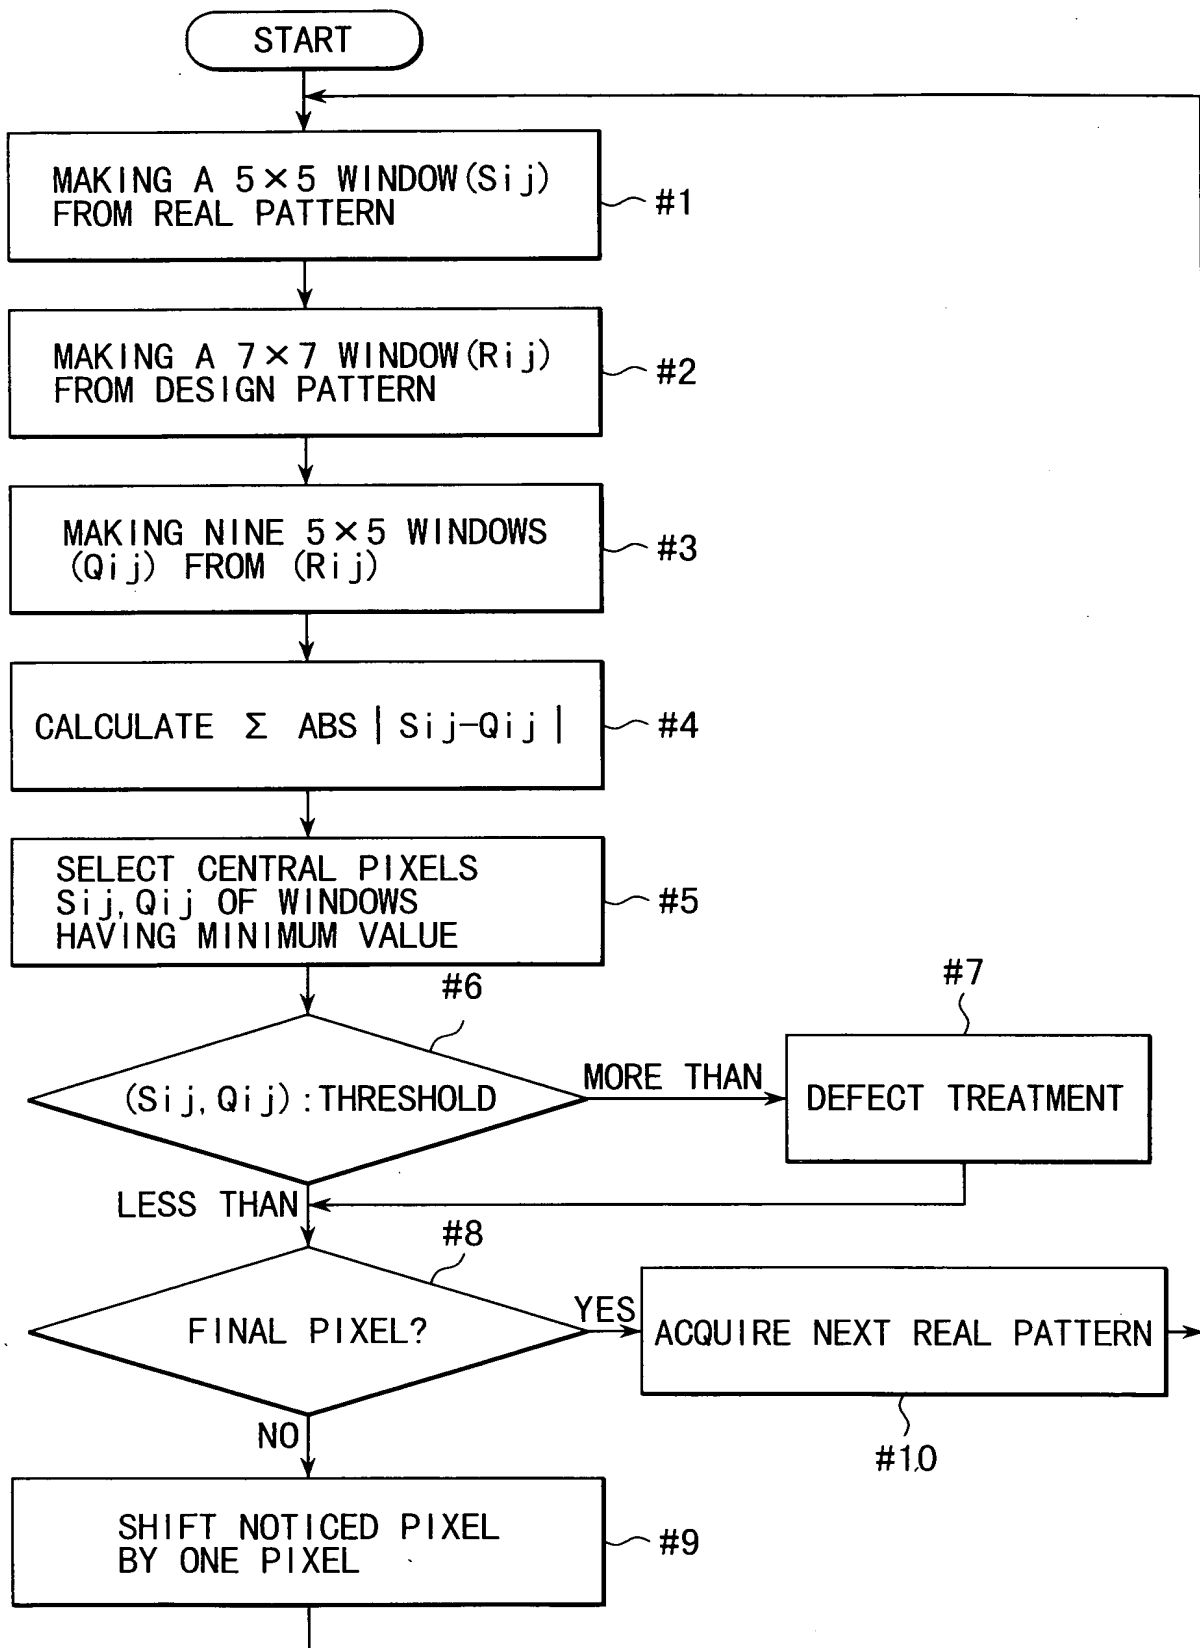 START
MAKING A 5×5 WINDOW(Sij)
FROM REAL PATTERN
#1
MAKING A 7×7 WINDOW(Rij)
FROM DESIGN PATTERN
#2
MAKING NINE 5×5 WINDOWS
(Qij) FROM (Rij)
#3
CALCULATE Σ ABS|Sij-Qij|
#4
SELECT CENTRAL PIXELS
Sij,Qij OF WINDOWS
HAVING MINIMUM VALUE
#5
#6
(Sij,Qij):THRESHOLD
MORE THAN
#7
DEFECT TREATMENT
LESS THAN
#8
FINAL PIXEL?
YES
ACQUIRE NEXT REAL PATTERN
#10
NO
SHIFT NOTICED PIXEL
BY ONE PIXEL
#9